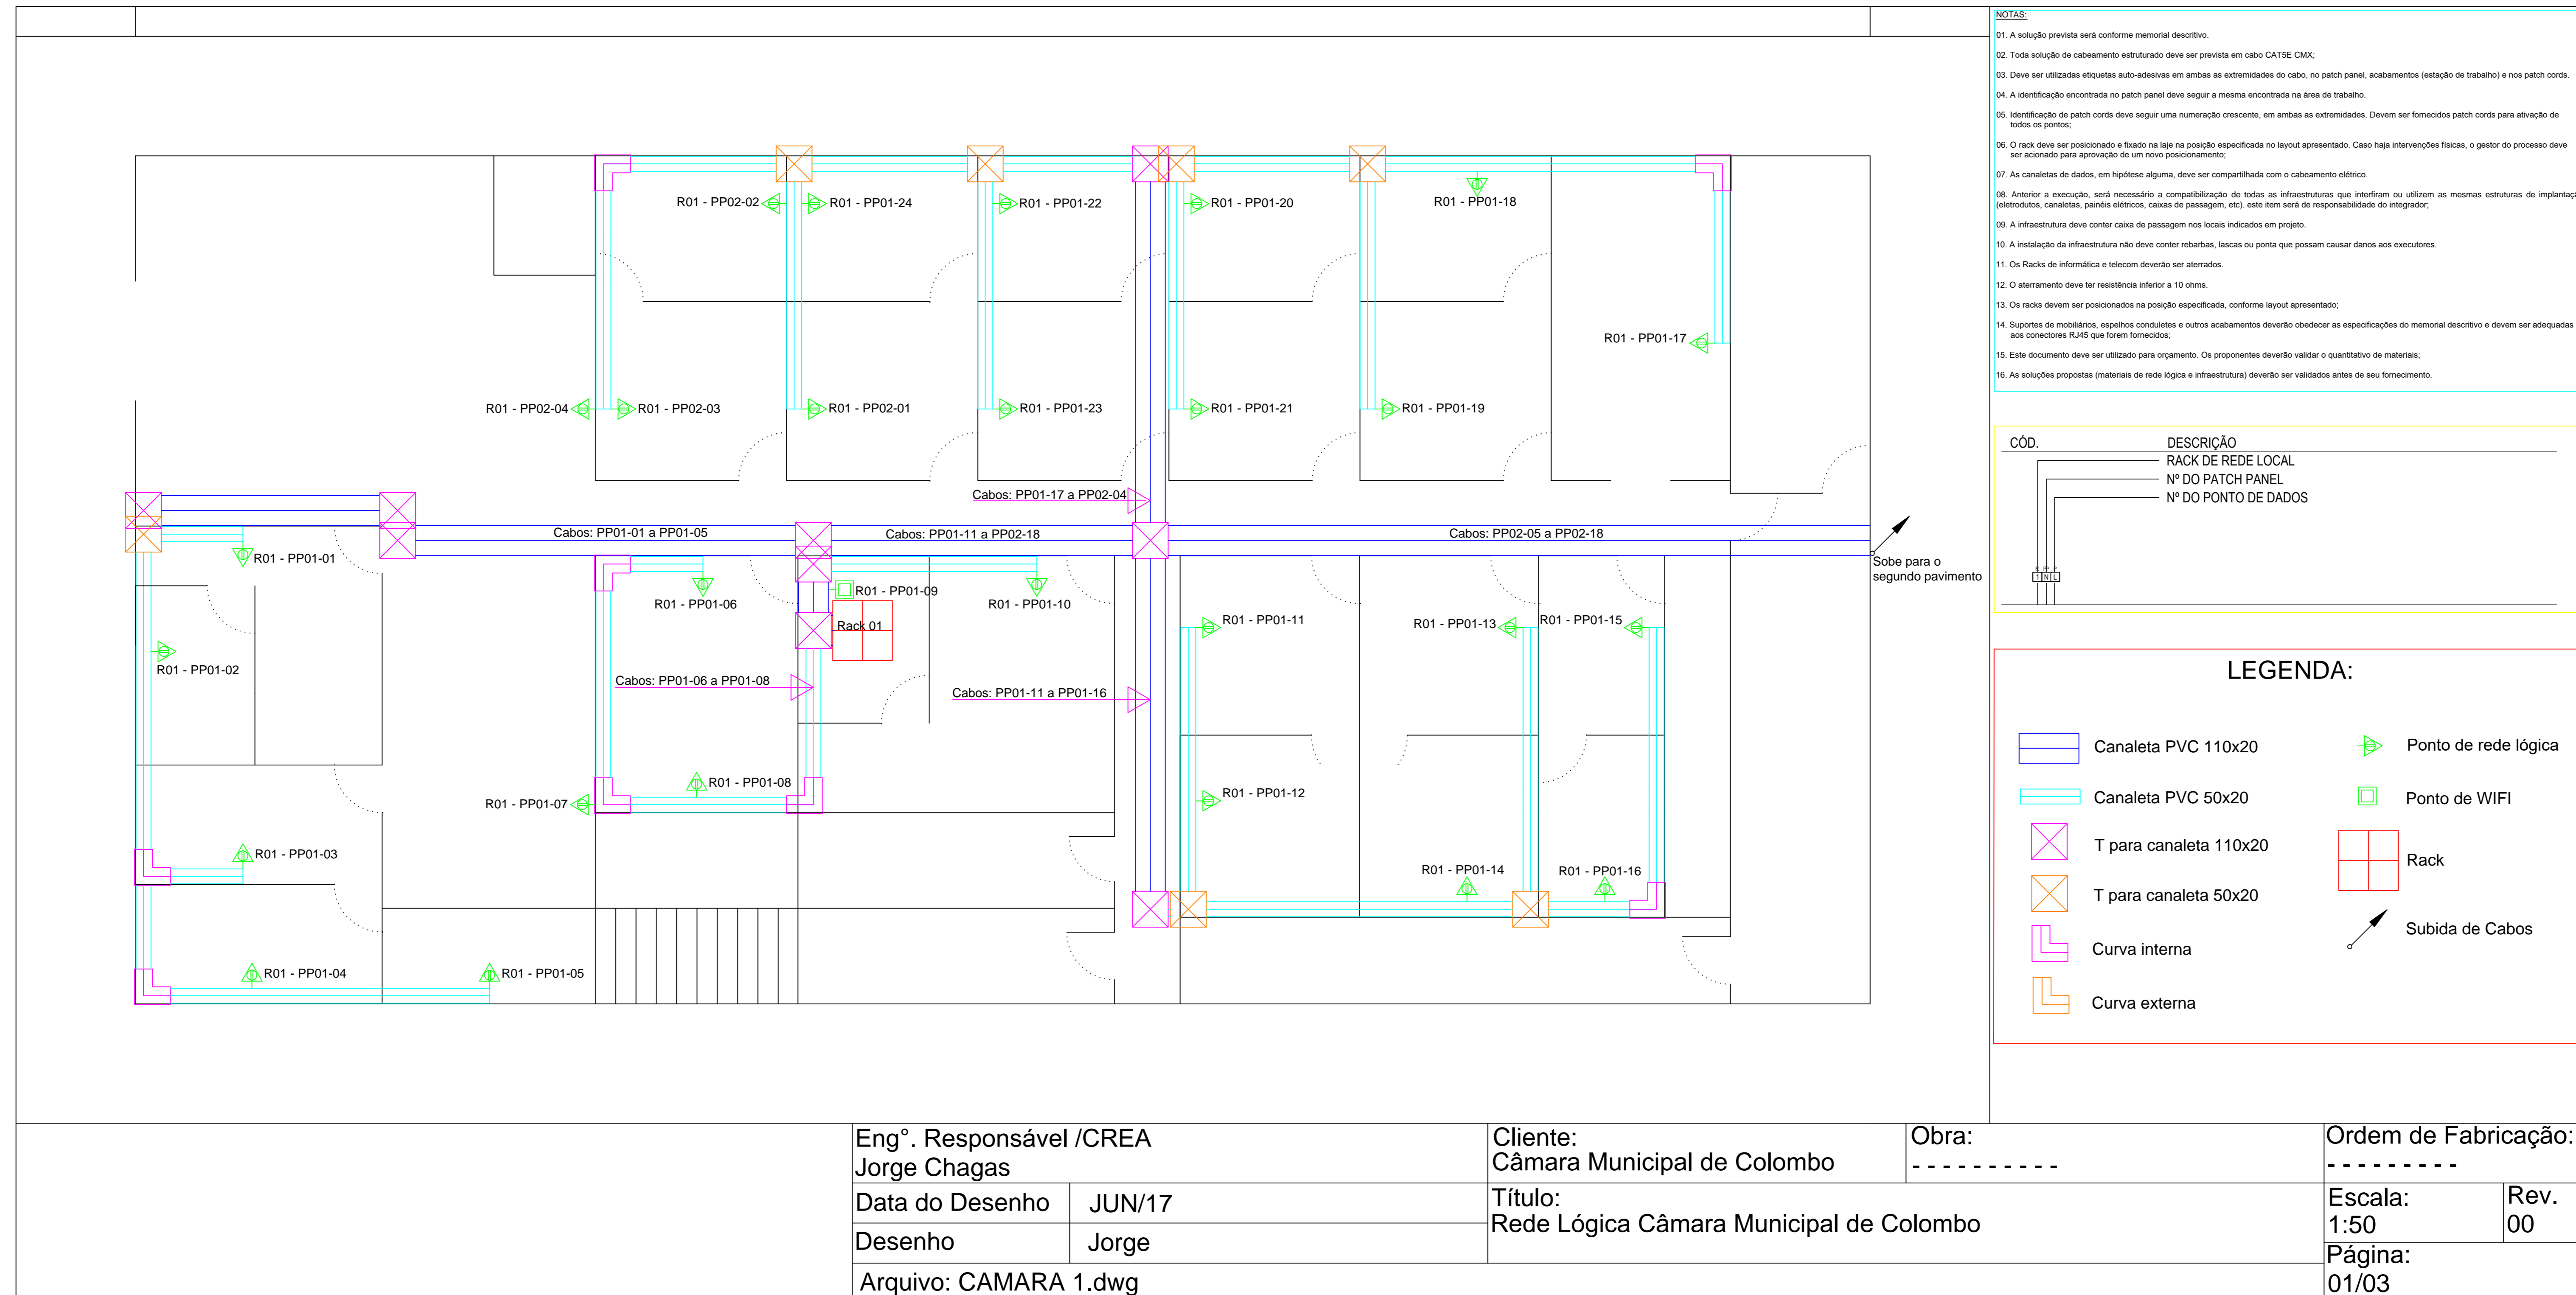 NOTAS:
01. A solução prevista será conforme memorial descritivo.
02. Toda solução de cabeamento estruturado deve ser prevista em cabo CAT5E CMX;
03. Deve ser utilizadas etiquetas auto-adesivas em ambas as extremidades do cabo, no patch panel, acabamentos (estação de trabalho) e nos patch cords.
04. A identificação encontrada no patch panel deve seguir a mesma encontrada na área de trabalho.
05. Identificação de patch cords deve seguir uma numeração crescente, em ambas as extremidades. Devem ser fornecidos patch cords para ativação de
todos os pontos;
06. O rack deve ser posicionado e fixado na laje na posição especificada no layout apresentado. Caso haja intervenções físicas, o gestor do processo deve
ser acionado para aprovação de um novo posicionamento;
07. As canaletas de dados, em hipótese alguma, deve ser compartilhada com o cabeamento elétrico.
08. Anterior a execução, será necessário a compatibilização de todas as infraestruturas que interfiram ou utilizem as mesmas estruturas de implantaç
(eletrodutos, canaletas, painéis elétricos, caixas de passagem, etc). este item será de responsabilidade do integrador;
09. A infraestrutura deve conter caixa de passagem nos locais indicados em projeto.
10. A instalação da infraestrutura não deve conter rebarbas, lascas ou ponta que possam causar danos aos executores.
11. Os Racks de informática e telecom deverão ser aterrados.
12. O aterramento deve ter resistência inferior a 10 ohms.
13. Os racks devem ser posicionados na posição especificada, conforme layout apresentado;
14. Suportes de mobiliários, espelhos conduletes e outros acabamentos deverão obedecer as especificações do memorial descritivo e devem ser adequadas
aos conectores RJ45 que forem fornecidos;
15. Este documento deve ser utilizado para orçamento. Os proponentes deverão validar o quantitativo de materiais;
16. As soluções propostas (materiais de rede lógica e infraestrutura) deverão ser validados antes de seu fornecimento.
R01 - PP02-02
R01 - PP01-24
R01 - PP01-22
R01 - PP01-20
R01 - PP01-18
R01 - PP01-17
R01 - PP02-04
R01 - PP02-03
R01 - PP02-01
R01 - PP01-23
R01 - PP01-21
R01 - PP01-19
Cabos: PP01-17 a PP02-04
Cabos: PP01-01 a PP01-05
Cabos: PP01-11 a PP02-18
Cabos: PP02-05 a PP02-18
Sobe para o
segundo pavimento
R01 - PP01-01
R01 - PP01-06
R01 - PP01-09
R01 - PP01-10
Rack 01
R01 - PP01-11
R01 - PP01-13
R01 - PP01-15
R01 - PP01-02
Cabos: PP01-06 a PP01-08
Cabos: PP01-11 a PP01-16
R01 - PP01-08
R01 - PP01-07
R01 - PP01-12
R01 - PP01-03
R01 - PP01-14
R01 - PP01-16
R01 - PP01-04
R01 - PP01-05
CÓD. DESCRIÇÃO
RACK DE REDE LOCAL
Nº DO PATCH PANEL
Nº DO PONTO DE DADOS
R PP P
1 N L
LEGENDA:
Canaleta PVC 110x20
Ponto de rede lógica
Canaleta PVC 50x20
Ponto de WIFI
T para canaleta 110x20
Rack
T para canaleta 50x20
Subida de Cabos
Curva interna
Curva externa
Eng°. Responsável /CREA
Jorge Chagas
Cliente:
Câmara Municipal de Colombo
Obra:
- - - - - - - - - -
Ordem de Fabricação:
- - - - - - - - -
Data do Desenho JUN/17
Título:
Rede Lógica Câmara Municipal de Colombo
Escala:
1:50
Rev.
00
Desenho Jorge
Página:
01/03
Arquivo: CAMARA 1.dwg